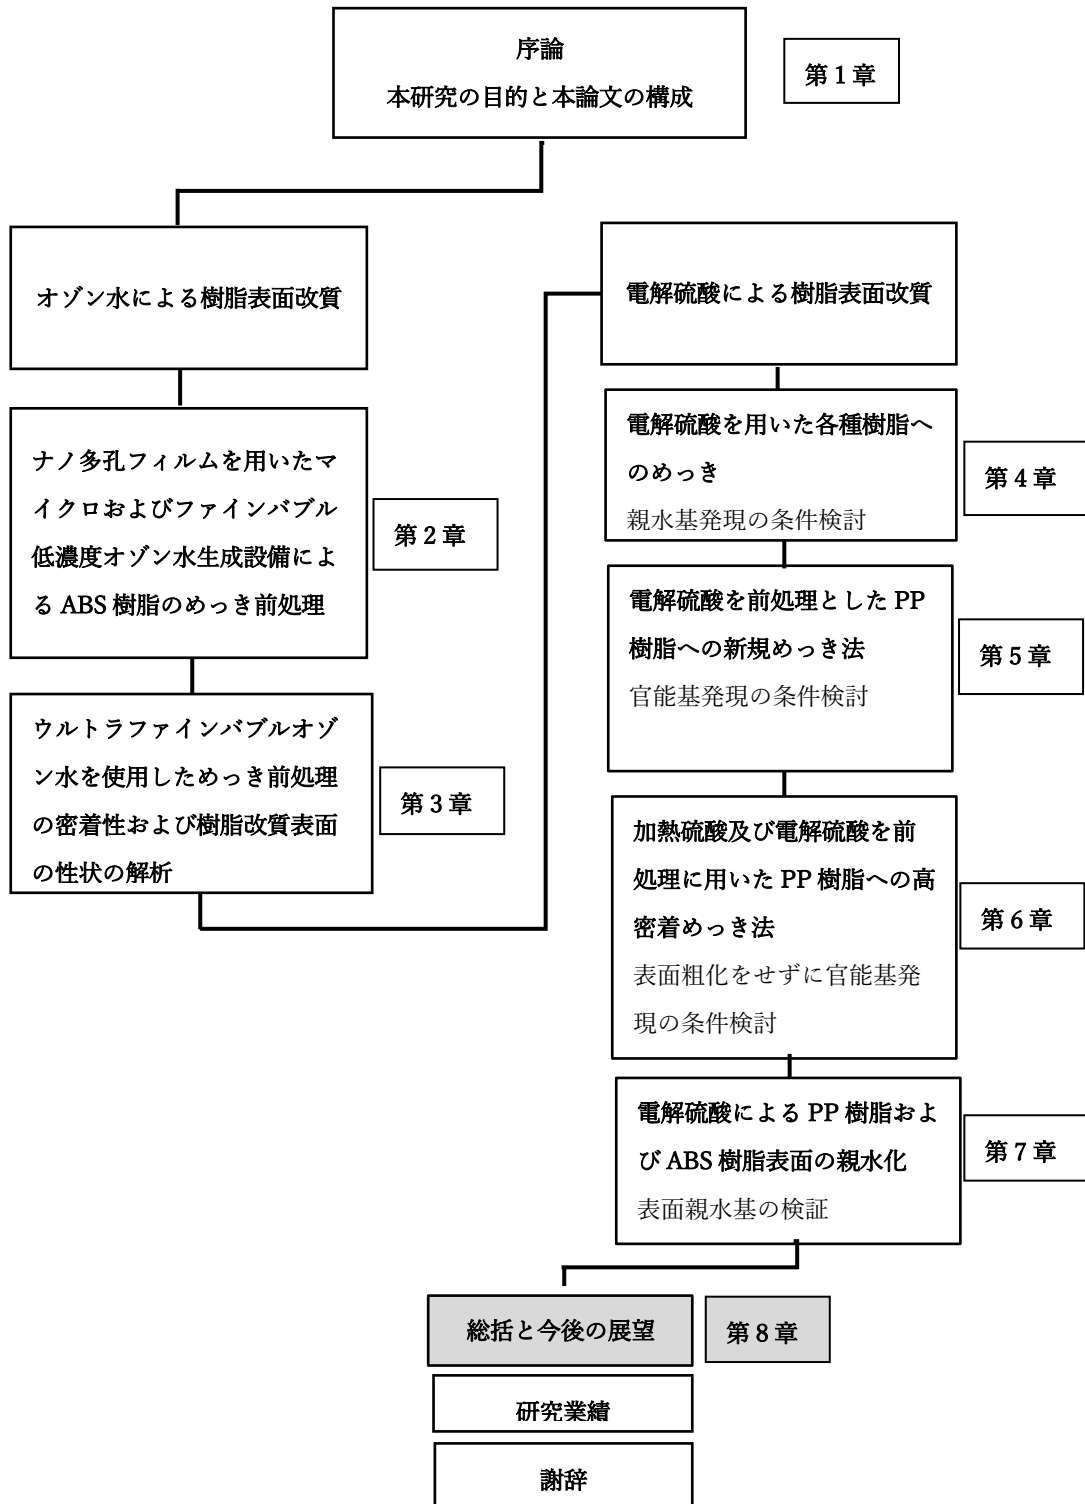 序論
本研究の目的と本論文の構成
第1章
オゾン水による樹脂表面改質
ナノ多孔フィルムを用いたマ
イクロおよびファインバブル
低濃度オゾン水生成設備によ
る ABS 樹脂のめっき前処理
第2章
ウルトラファインバブルオゾ
ン水を使用しためっき前処理
の密着性および樹脂改質表面
の性状の解析
第3章
電解硫酸による樹脂表面改質
電解硫酸を用いた各種樹脂へ
のめっき
親水基発現の条件検討
第4章
電解硫酸を前処理とした PP
樹脂への新規めっき法
官能基発現の条件検討
第5章
加熱硫酸及び電解硫酸を前
処理に用いた PP 樹脂への高
密着めっき法
表面粗化をせずに官能基発
現の条件検討
第6章
電解硫酸による PP 樹脂およ
び ABS 樹脂表面の親水化
表面親水基の検証
第7章
総括と今後の展望
第8章
研究業績
謝辞